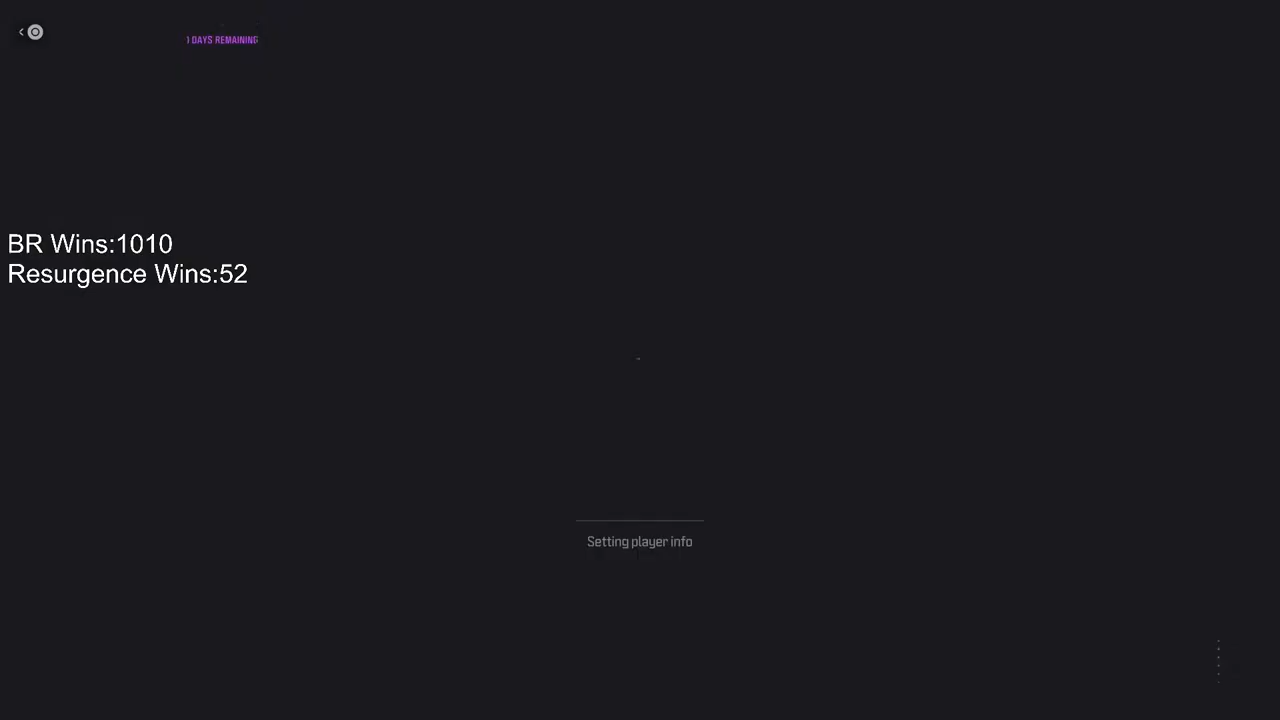 DAYS REMAINING
BR Wins:1010
Resurgence Wins:52
Setting player info